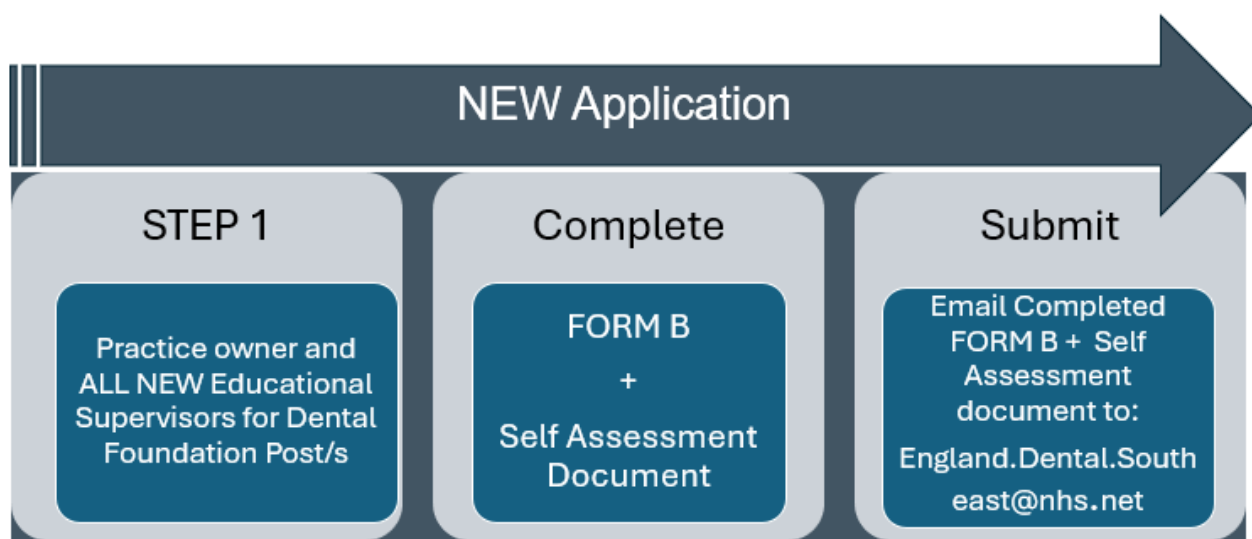 NEW Application
STEP 1
Practice owner and
ALL NEW Educational
Supervisors for Dental
Foundation Post/s
Complete
FORM B
+
Self Assessment
Document
Submit
Email Completed
FORM B + Self
Assessment
document to:
England.Dental.South
east@nhs.net